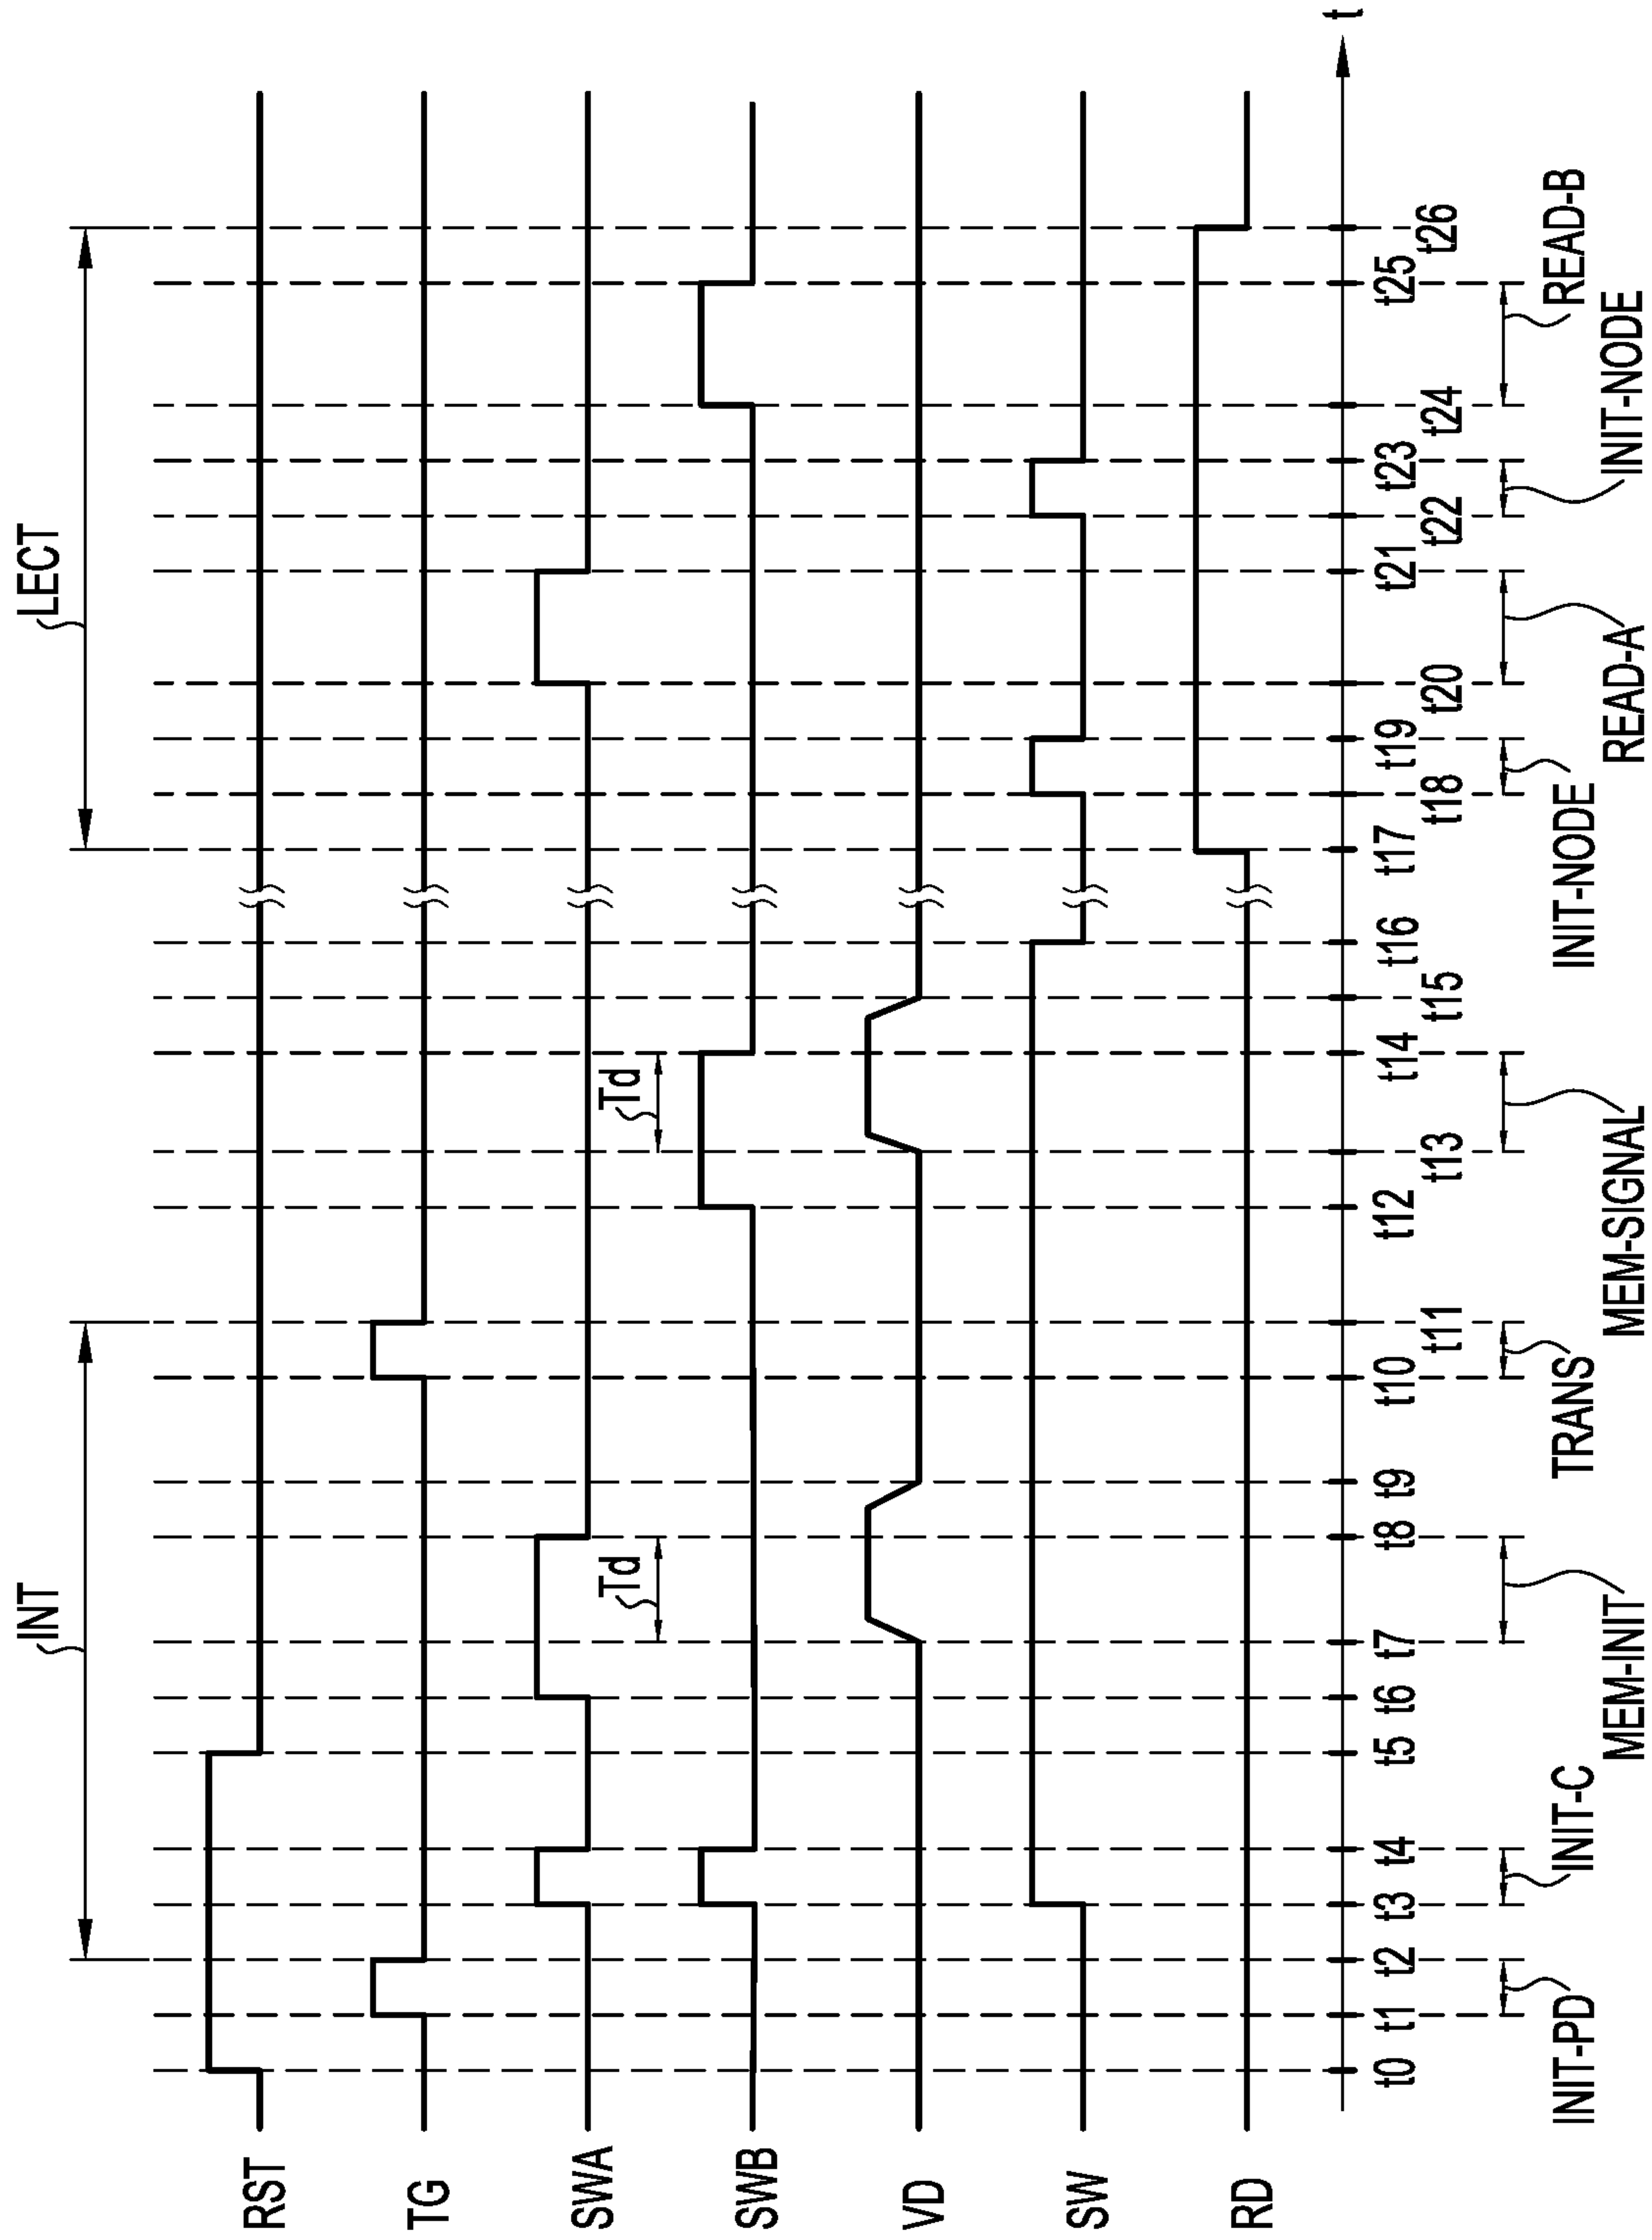 INT
LECT
RST
TG
SWA
Td
Td
SWB
VD
SW
RD
t
t0
t1
t2
t3
t4
t5
t6
t7
t8
t9
t10
t11
t12
t13
t14
t15
t16
t17
t18
t19
t20
t21
t22
t23
t24
t25
t26
INIT-PD
INIT-C
MEM-INIT
TRANS
MEM-SIGNAL
INIT-NODE
READ-A
INIT-NODE
READ-B